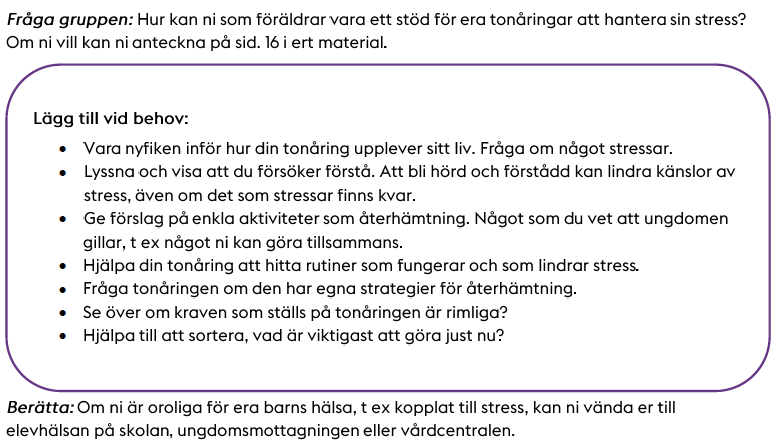 Fråga gruppen: Hur kan ni som föräldrar vara ett stöd för era tonåringar att hantera sin stress?
Om ni vill kan ni anteckna på sid. 16 i ert material.
Lägg till vid behov:
• Vara nyfiken inför hur din tonåring upplever sitt liv. Fråga om något stressar.
• Lyssna och visa att du försöker förstå. Att bli hörd och förstådd kan lindra känslor av
stress, även om det som stressar finns kvar.
• Ge förslag på enkla aktiviteter som återhämtning. Något som du vet att ungdomen
gillar, t ex något ni kan göra tillsammans.
• Hjälpa din tonåring att hitta rutiner som fungerar och som lindrar stress.
• Fråga tonåringen om den har egna strategier för återhämtning.
• Se över om kraven som ställs på tonåringen är rimliga?
• Hjälpa till att sortera, vad är viktigast att göra just nu?
Berätta: Om ni är oroliga för era barns hälsa, t ex kopplat till stress, kan ni vända er till
elevhälsan på skolan, ungdomsmottagningen eller vårdcentralen.